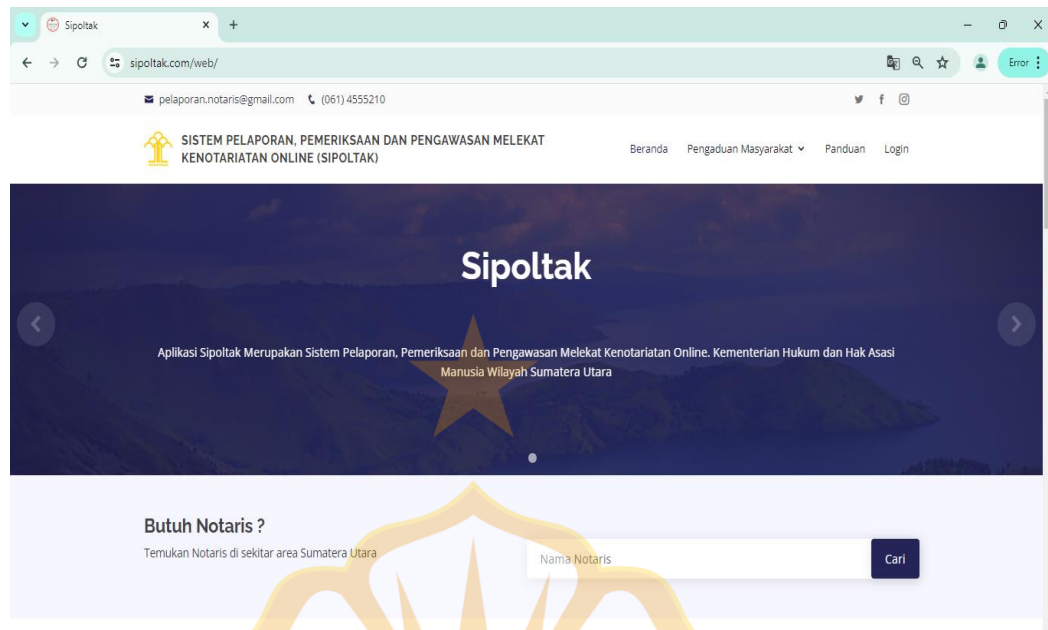 Sipoltak
sipoltak.com/web/
Error
pelaporan.notaris@gmail.com (061) 4555210
SISTEM PELAPORAN, PEMERIKSAAN DAN PENGAWASAN MELEKAT
KENOTARIATAN ONLINE (SIPOLTAK)
Beranda Pengaduan Masyarakat Panduan Login
Sipoltak
Aplikasi Sipoltak Merupakan Sistem Pelaporan, Pemeriksaan dan Pengawasan Melekat Kenotariatan Online. Kementerian Hukum dan Hak Asasi
Manusia Wilayah Sumatera Utara
Butuh Notaris ?
Temukan Notaris di sekitar area Sumatera Utara
Nama Notaris
Cari